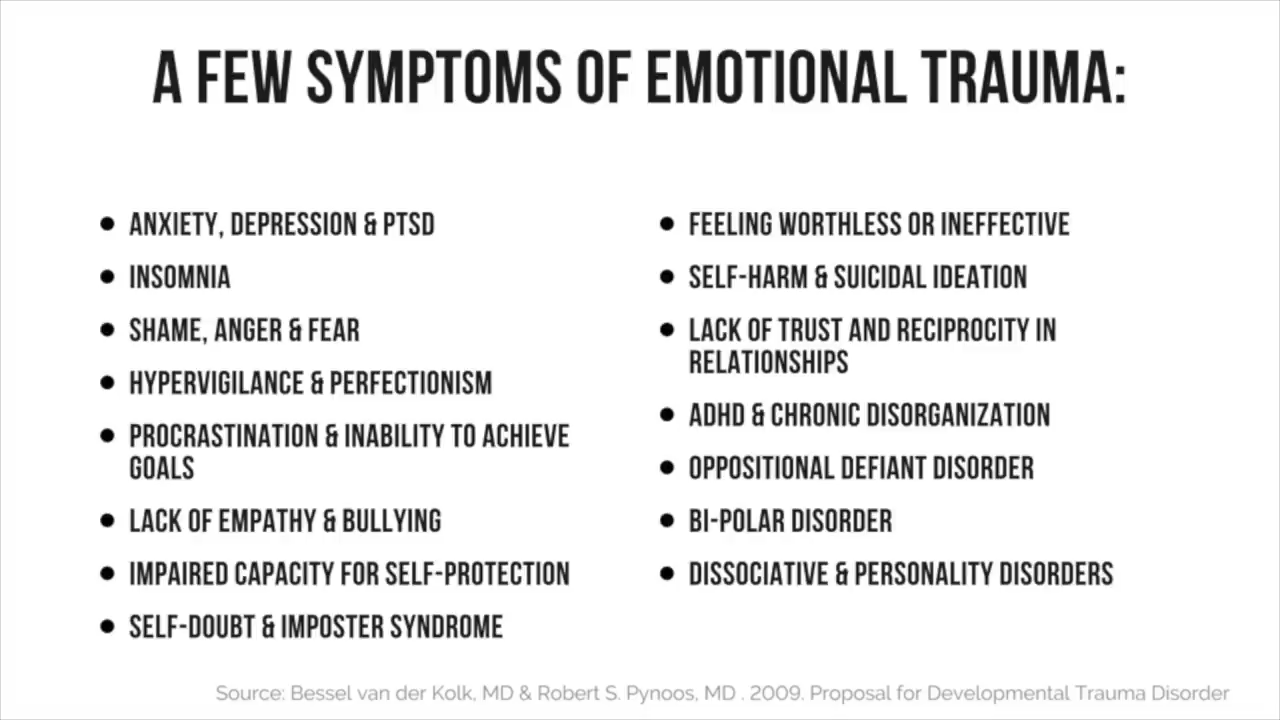 A FEW SYMPTOMS OF EMOTIONAL TRAUMA:
• ANXIETY, DEPRESSION & PTSD
• INSOMNIA
• SHAME, ANGER & FEAR
• HYPERVIGILANCE & PERFECTIONISM
• PROCRASTINATION & INABILITY TO ACHIEVE
GOALS
• LACK OF EMPATHY & BULLYING
• IMPAIRED CAPACITY FOR SELF-PROTECTION
• SELF-DOUBT & IMPOSTER SYNDROME
• FEELING WORTHLESS OR INEFFECTIVE
• SELF-HARM & SUICIDAL IDEATION
• LACK OF TRUST AND RECIPROCITY IN
RELATIONSHIPS
• ADHD & CHRONIC DISORGANIZATION
• OPPOSITIONAL DEFIANT DISORDER
• BI-POLAR DISORDER
• DISSOCIATIVE & PERSONALITY DISORDERS
Source: Bessel van der Kolk, MD & Robert S. Pynoos, MD . 2009. Proposal for Developmental Trauma Disorder